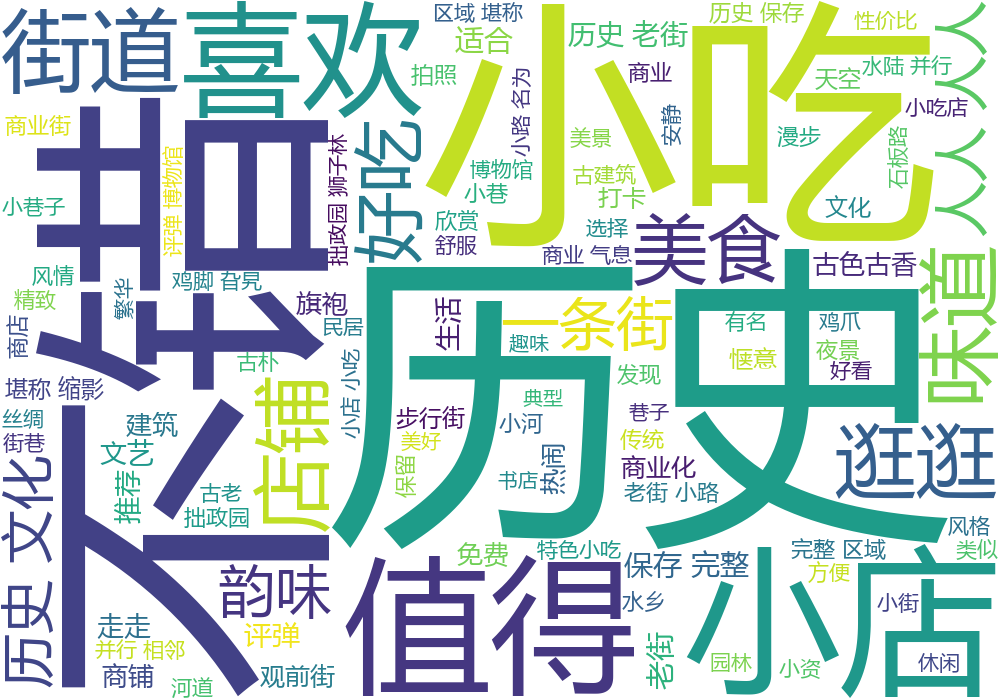 区域 堪称
历史 保存
性价比
街道
喜欢
小吃
适合
历史 老街
拍照
商业
天空
水陆 并行
小吃店
商业街
小路 名为
安静
美景
漫步
石板路
好吃
博物馆
古建筑
小巷
打卡
文化
小巷子
评弹 博物馆
拙政园 狮子林
值得一看
欣赏
选择
舒服
美食
商业 气息
古色古香
风情
鸡脚 旮旯
精致
繁华
旗袍
民居
生活
一条街
有名
鸡爪
味道
商店
古朴
趣味
惬意
夜景
好看
发现
堪称 缩影
小店 小吃
历史
丝绸
街巷
建筑
店铺
步行街
小河
典型
巷子
文艺
美好
传统
逛逛
推荐
古老
保留
书店
热闹
商业化
老街 小路
拙政园
历史 文化
风格
免费
特色小吃
保存 完整
完整 区域
类似
韵味
值得
方便
水乡
小店
小街
走走
评弹
并行 相邻
商铺
观前街
河道
老街
园林
小资
休闲